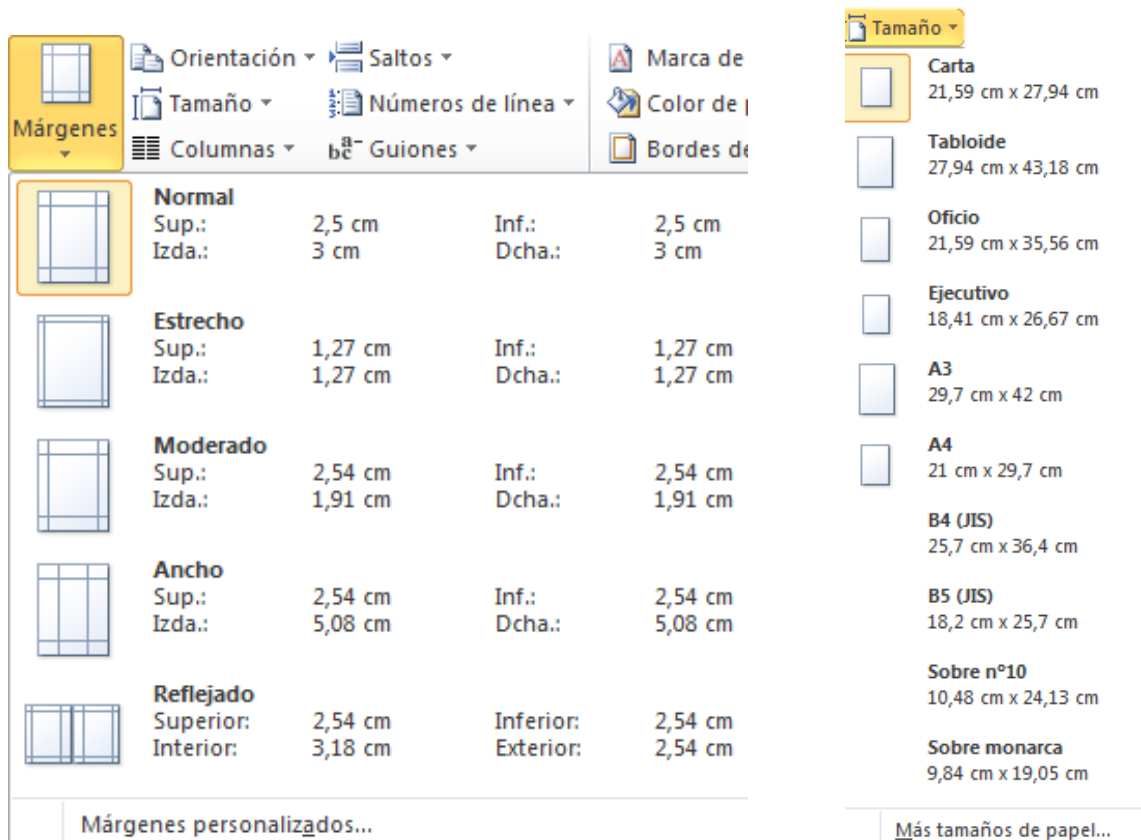 Márgenes
Orientación
Saltos
Tamaño
Números de línea
Columnas
Guiones
Marca de
Color de
Bordes de
Normal
Sup.: 2,5 cm Inf.: 2,5 cm
Izda.: 3 cm Dcha.: 3 cm
Estrecho
Sup.: 1,27 cm Inf.: 1,27 cm
Izda.: 1,27 cm Dcha.: 1,27 cm
Moderado
Sup.: 2,54 cm Inf.: 2,54 cm
Izda.: 1,91 cm Dcha.: 1,91 cm
Ancho
Sup.: 2,54 cm Inf.: 2,54 cm
Izda.: 5,08 cm Dcha.: 5,08 cm
Reflejado
Superior: 2,54 cm Inferior: 2,54 cm
Interior: 3,18 cm Exterior: 2,54 cm
Márgenes personalizados...
Tamaño
Carta
21,59 cm x 27,94 cm
Tabloide
27,94 cm x 43,18 cm
Oficio
21,59 cm x 35,56 cm
Ejecutivo
18,41 cm x 26,67 cm
A3
29,7 cm x 42 cm
A4
21 cm x 29,7 cm
B4 (JIS)
25,7 cm x 36,4 cm
B5 (JIS)
18,2 cm x 25,7 cm
Sobre nº10
10,48 cm x 24,13 cm
Sobre monarca
9,84 cm x 19,05 cm
Más tamaños de papel...